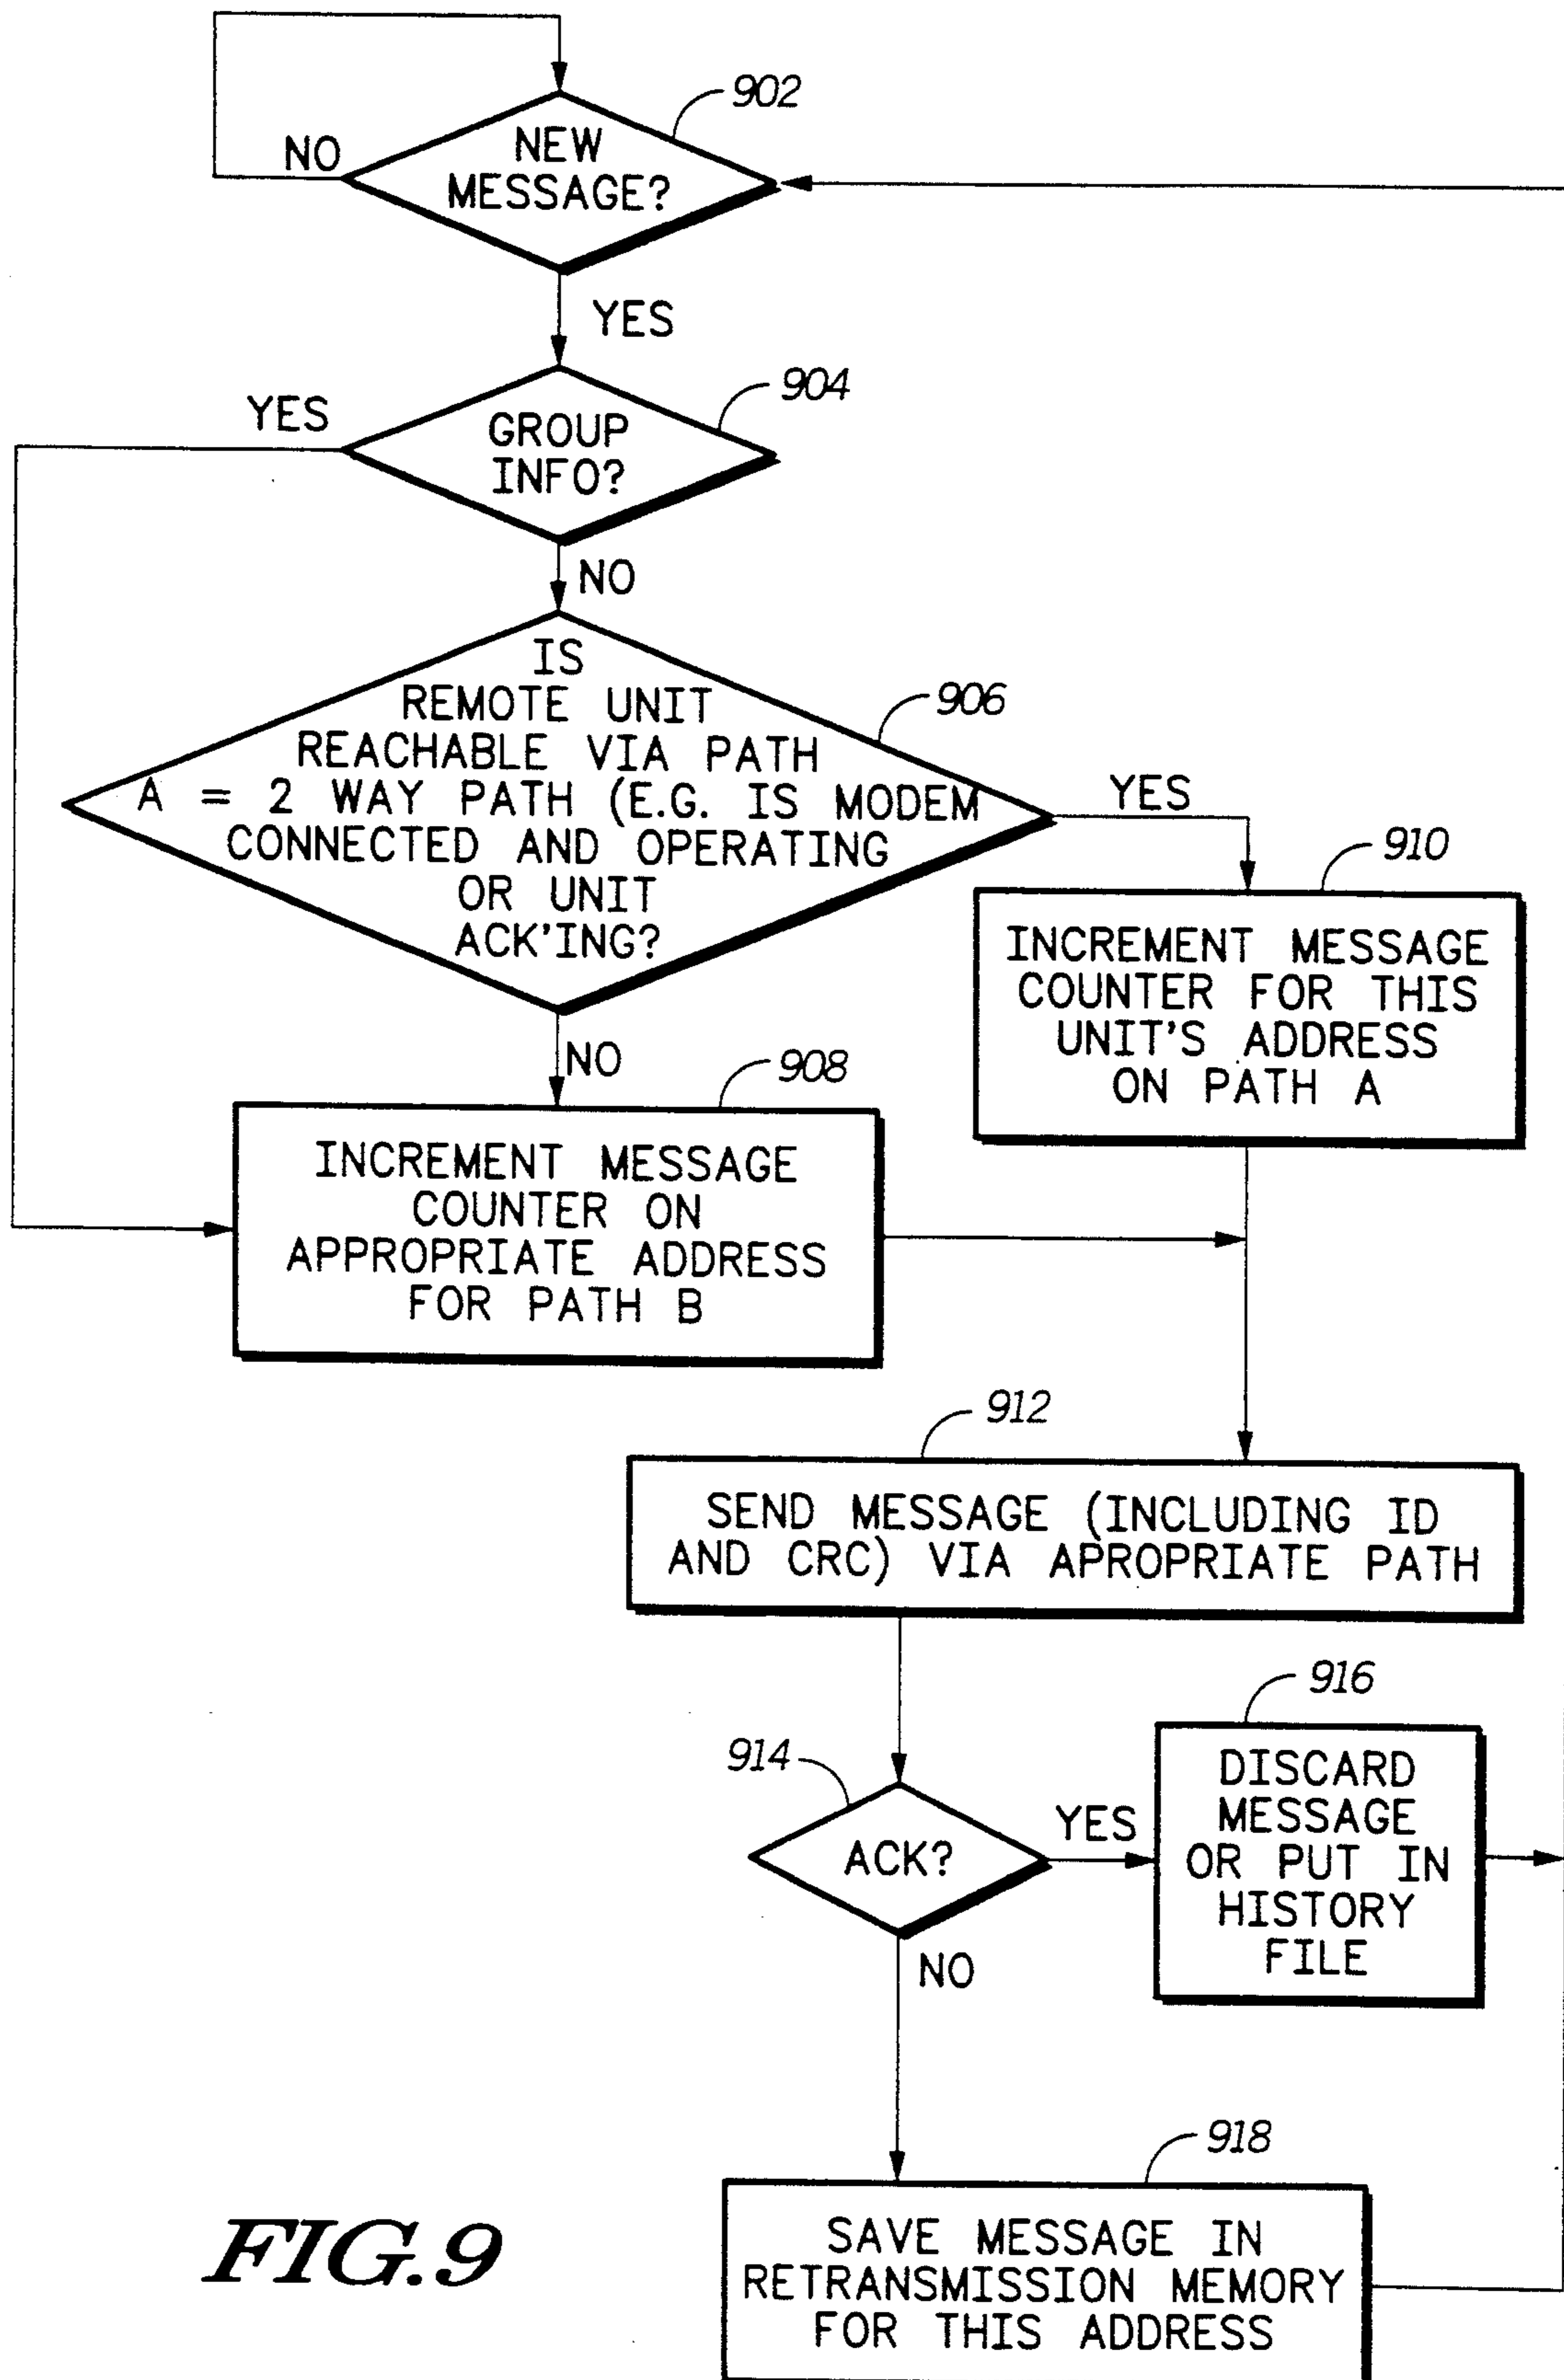 902
NEW
MESSAGE?
NO
YES
904
YES
GROUP
INFO?
NO
906
IS
REMOTE UNIT
REACHABLE VIA PATH
A = 2 WAY PATH (E.G. IS MODEM
CONNECTED AND OPERATING
OR UNIT
ACK'ING?
YES
910
INCREMENT MESSAGE
COUNTER FOR THIS
UNIT'S ADDRESS
ON PATH A
NO
908
INCREMENT MESSAGE
COUNTER ON
APPROPRIATE ADDRESS
FOR PATH B
912
SEND MESSAGE (INCLUDING ID
AND CRC) VIA APROPRIATE PATH
914
ACK?
YES
916
DISCARD
MESSAGE
OR PUT IN
HISTORY
FILE
NO
918
SAVE MESSAGE IN
RETRANSMISSION MEMORY
FOR THIS ADDRESS
FIG.9